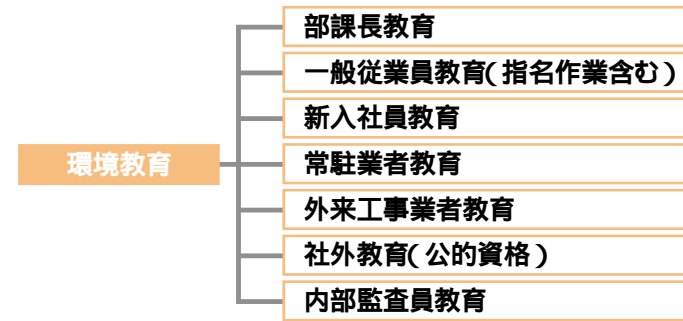 環境教育
部課長教育
一般従業員教育(指名作業含む)
新入社員教育
常駐業者教育
外来工事業者教育
社外教育(公的資格)
内部監査員教育